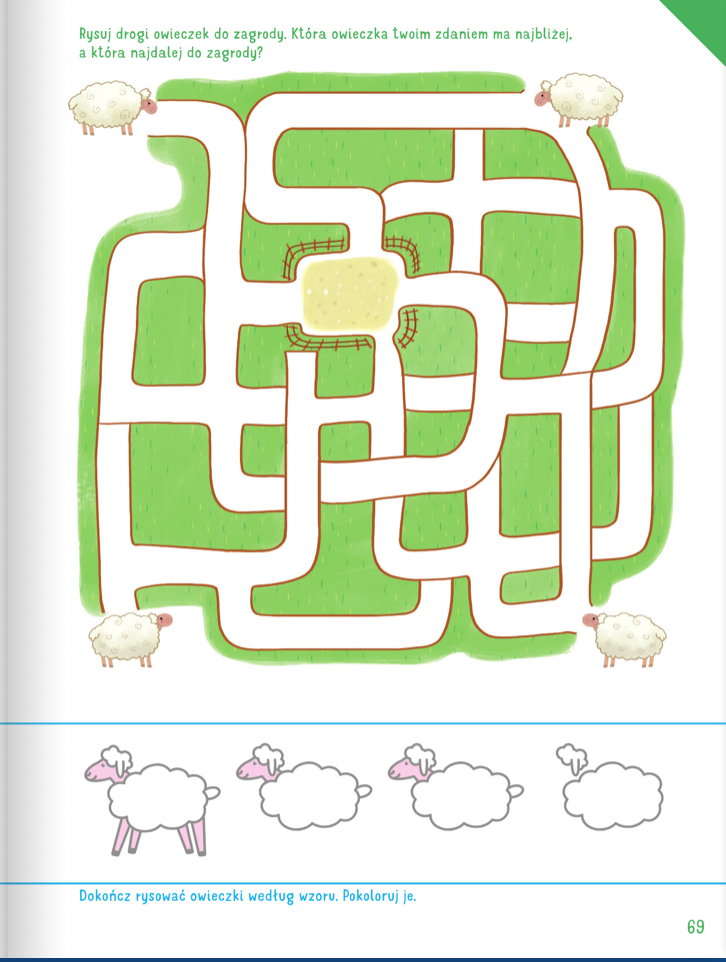 Rysuj drogi owieczek do zagrody. Która owieczka twoim zdaniem ma najbliżej,
a która najdalej do zagrody?
Dokończ rysować owieczki według wzoru. Pokoloruj je.
69